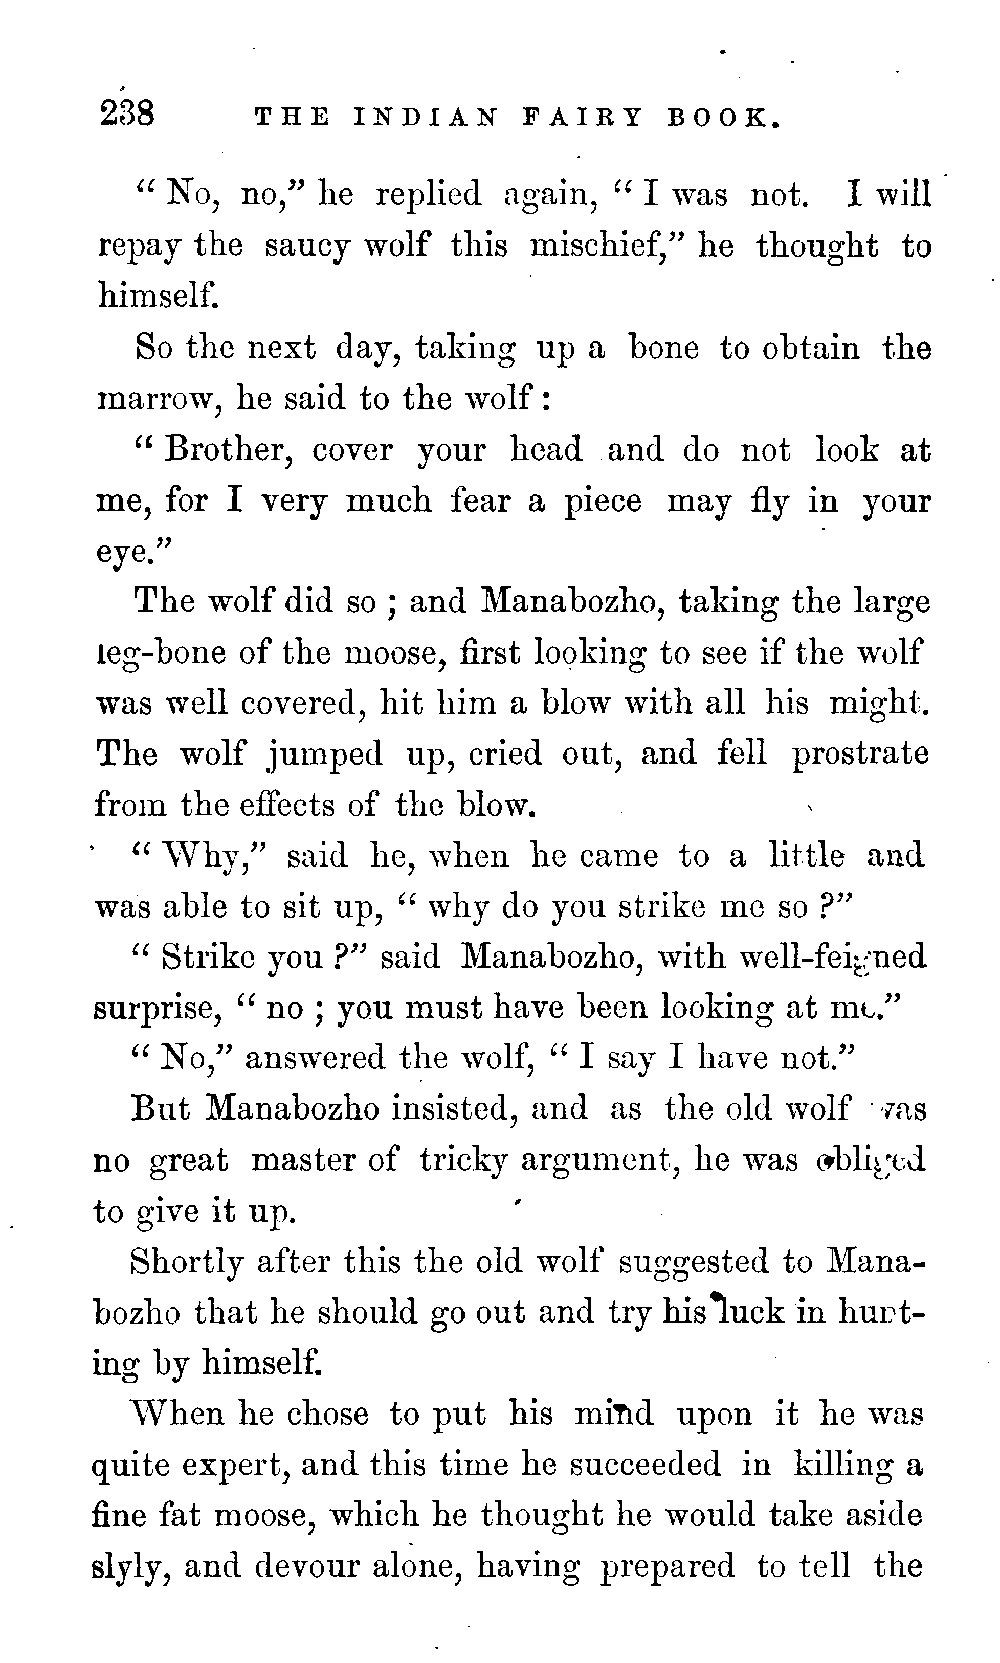 238 THE INDIAN FAIRY BOOK.
“ No, no,” he replied again, “ I was not. I will
repay the saucy wolf this mischief,” he thought to
himself.
So the next day, taking up a bone to obtain the
marrow, he said to the wolf :
“ Brother, cover your head and do not look at
me, for I very much fear a piece may fly in your
eye.”
The wolf did so ; and Manabozho, taking the large
leg-bone of the moose, first looking to see if the wolf
was well covered, hit him a blow with all his might.
The wolf jumped up, cried out, and fell prostrate
from the effects of the blow.
“ Why,” said he, when he came to a little and
was able to sit up, “ why do you strike me so ?”
“ Strike you ?” said Manabozho, with well-feigned
surprise, “ no ; you must have been looking at me.”
“ No,” answered the wolf, “ I say I have not.”
But Manabozho insisted, and as the old wolf was
no great master of tricky argument, he was obliged
to give it up.
Shortly after this the old wolf suggested to Mana-
bozho that he should go out and try his luck in hunt-
ing by himself.
When he chose to put his mind upon it he was
quite expert, and this time he succeeded in killing a
fine fat moose, which he thought he would take aside
slyly, and devour alone, having prepared to tell the